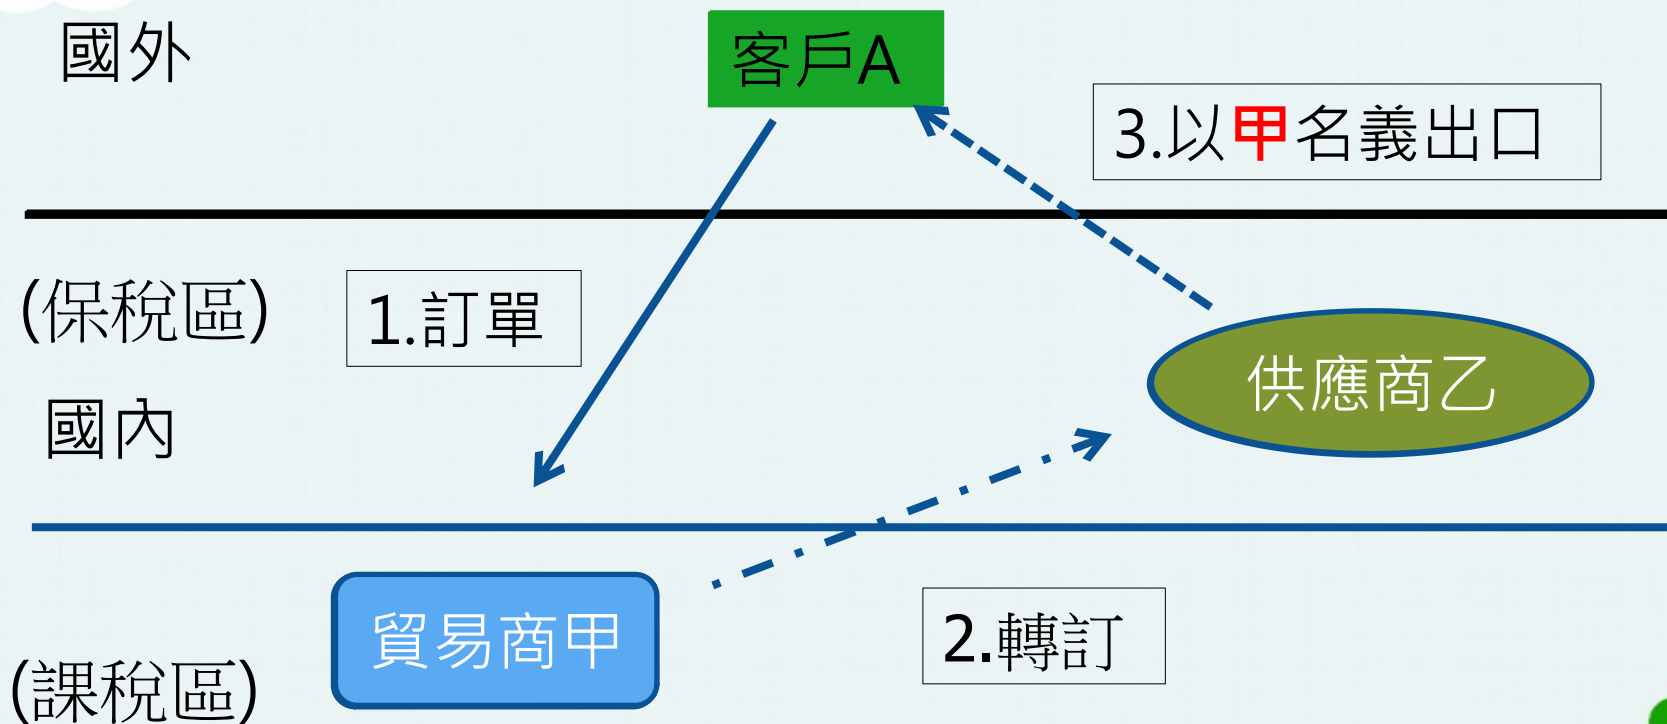 國外
客戶A
3.以甲名義出口
(保稅區)
1.訂單
供應商乙
國內
貿易商甲
2.轉訂
(課稅區)